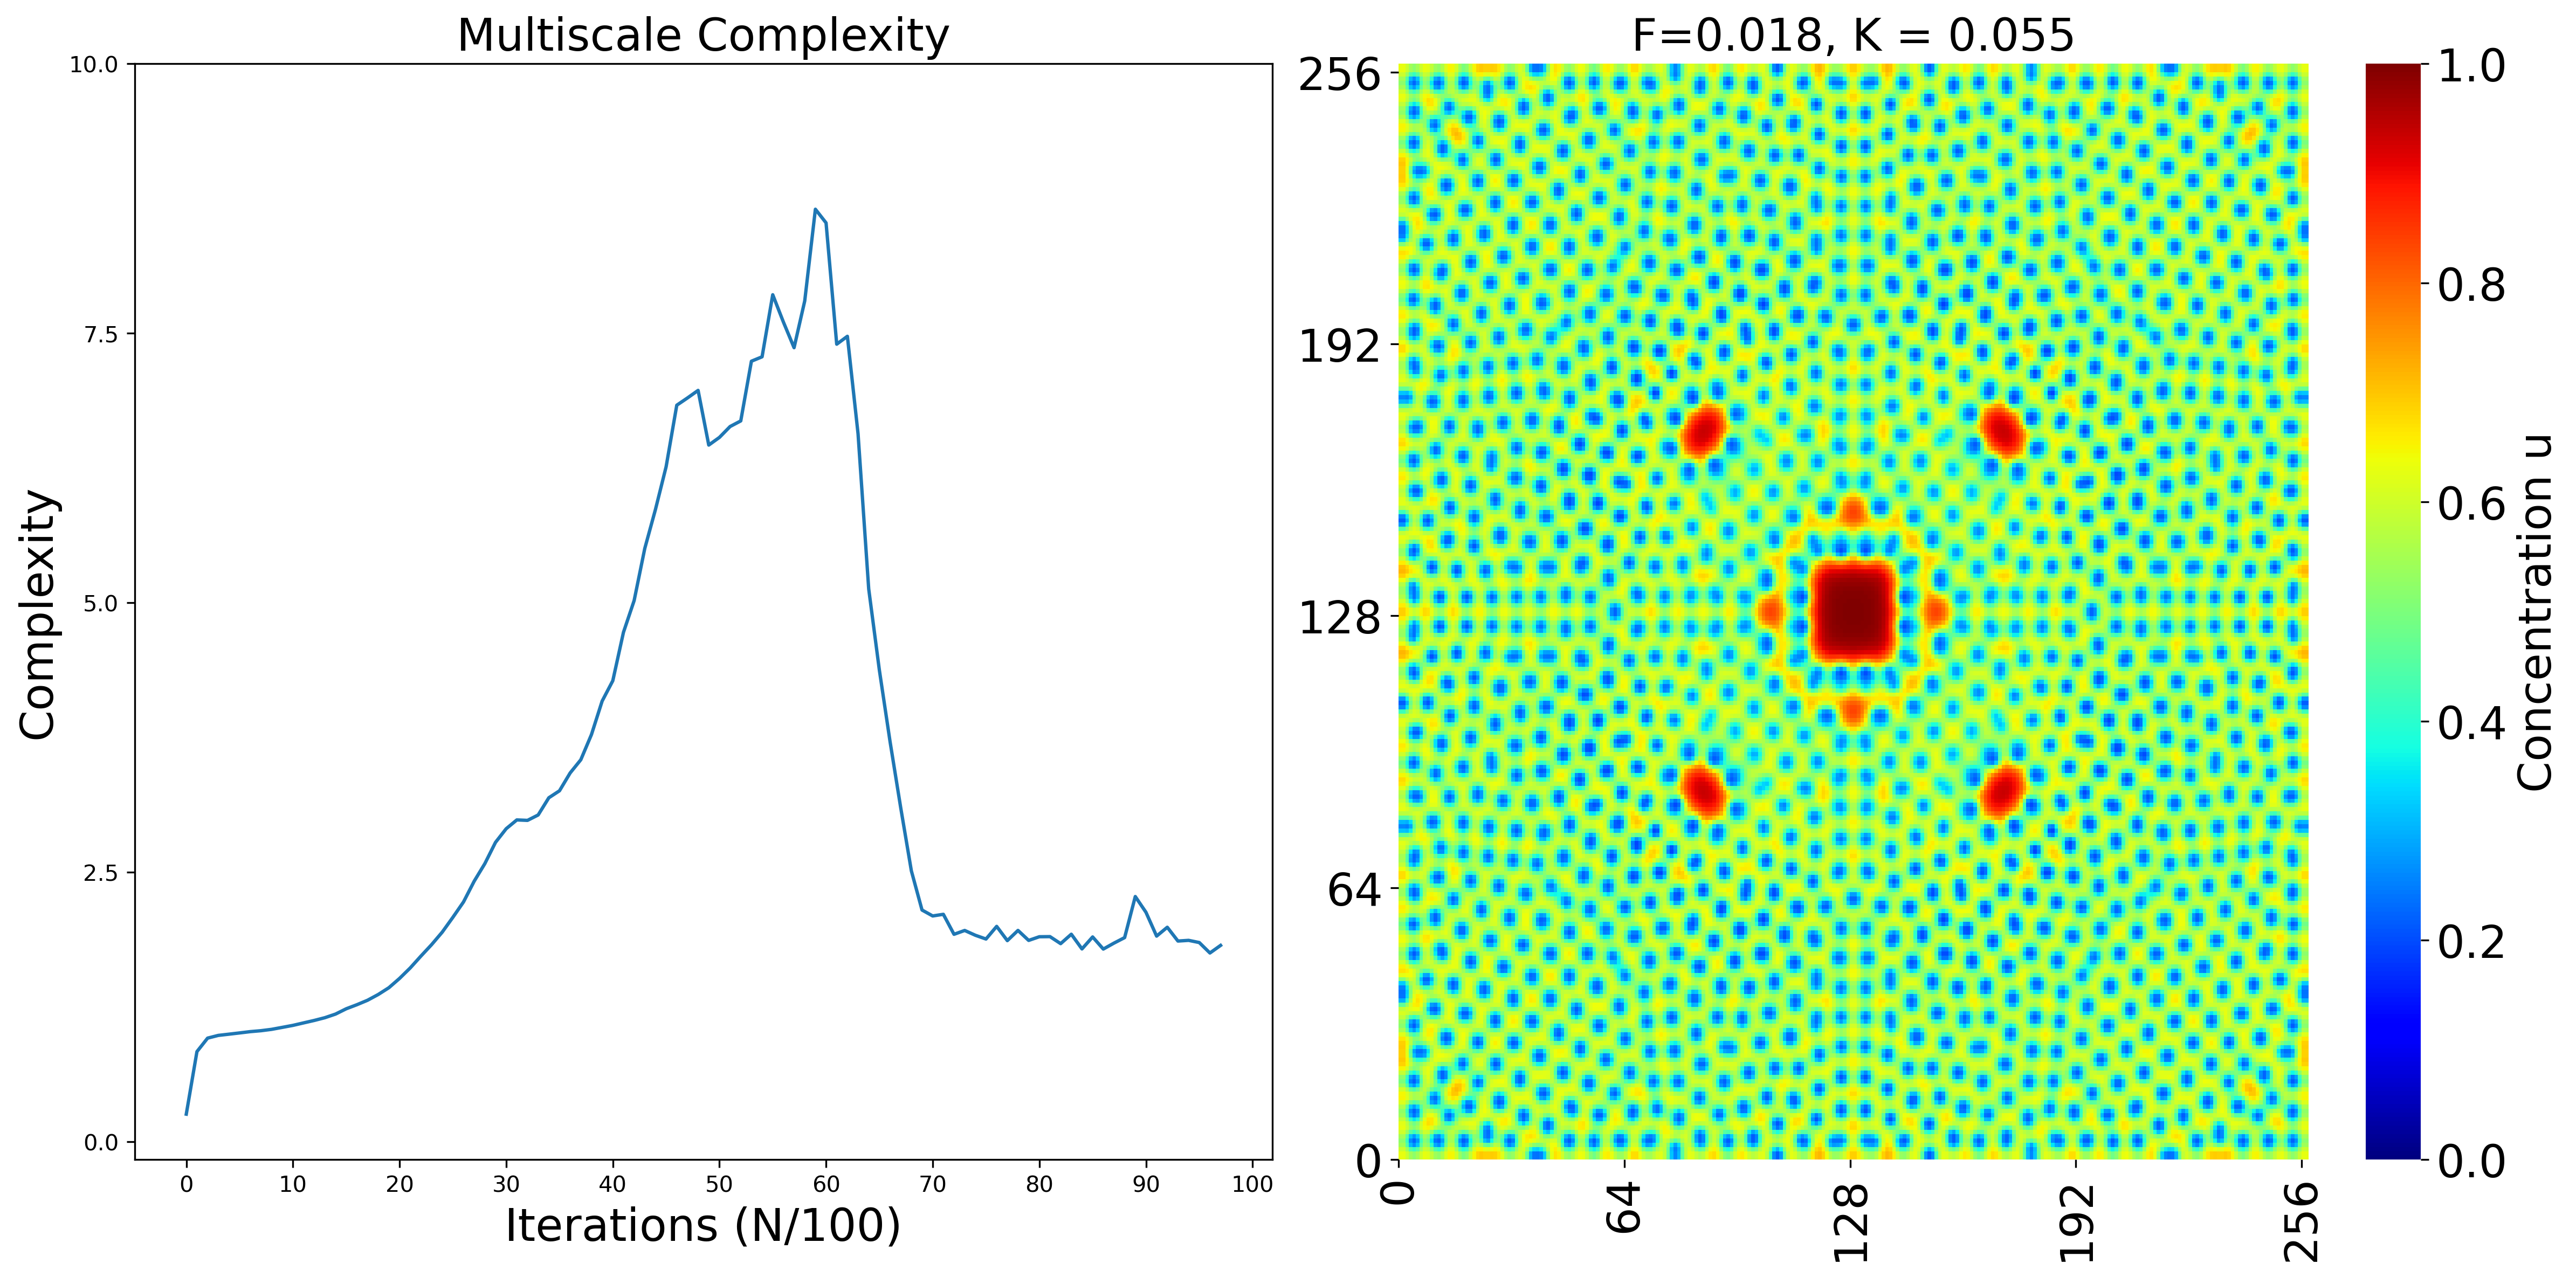 Multiscale Complexity
10.0
7.5
5.0
2.5
0.0
Complexity
0 10 20 30 40 50 60 70 80 90 100
Iterations (N/100)
F=0.018, K = 0.055
256
192
128
64
0
0 64 128 192 256
1.0
0.8
0.6
0.4
0.2
0.0
Concentration u